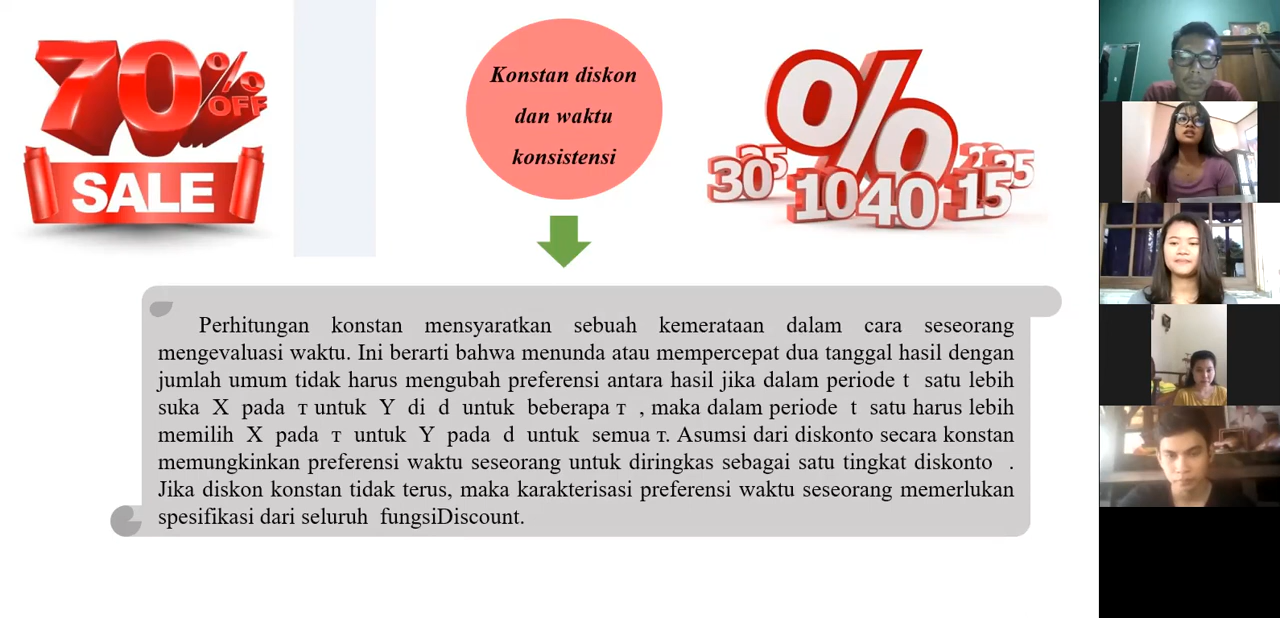 70%
OFF
SALE
Konstan diskon
dan waktu
konsistensi
%
30
25
10
40
15
25
Perhitungan konstan mensyaratkan sebuah kemerataan dalam cara seseorang
mengevaluasi waktu. Ini berarti bahwa menunda atau mempercepat dua tanggal hasil dengan
jumlah umum tidak harus mengubah preferensi antara hasil jika dalam periode t satu lebih
suka X pada τ untuk Y di d untuk beberapa τ , maka dalam periode t satu harus lebih
memilih X pada τ untuk Y pada d untuk semua τ. Asumsi dari diskonto secara konstan
memungkinkan preferensi waktu seseorang untuk diringkas sebagai satu tingkat diskonto .
Jika diskon konstan tidak terus, maka karakterisasi preferensi waktu seseorang memerlukan
spesifikasi dari seluruh fungsiDiscount.